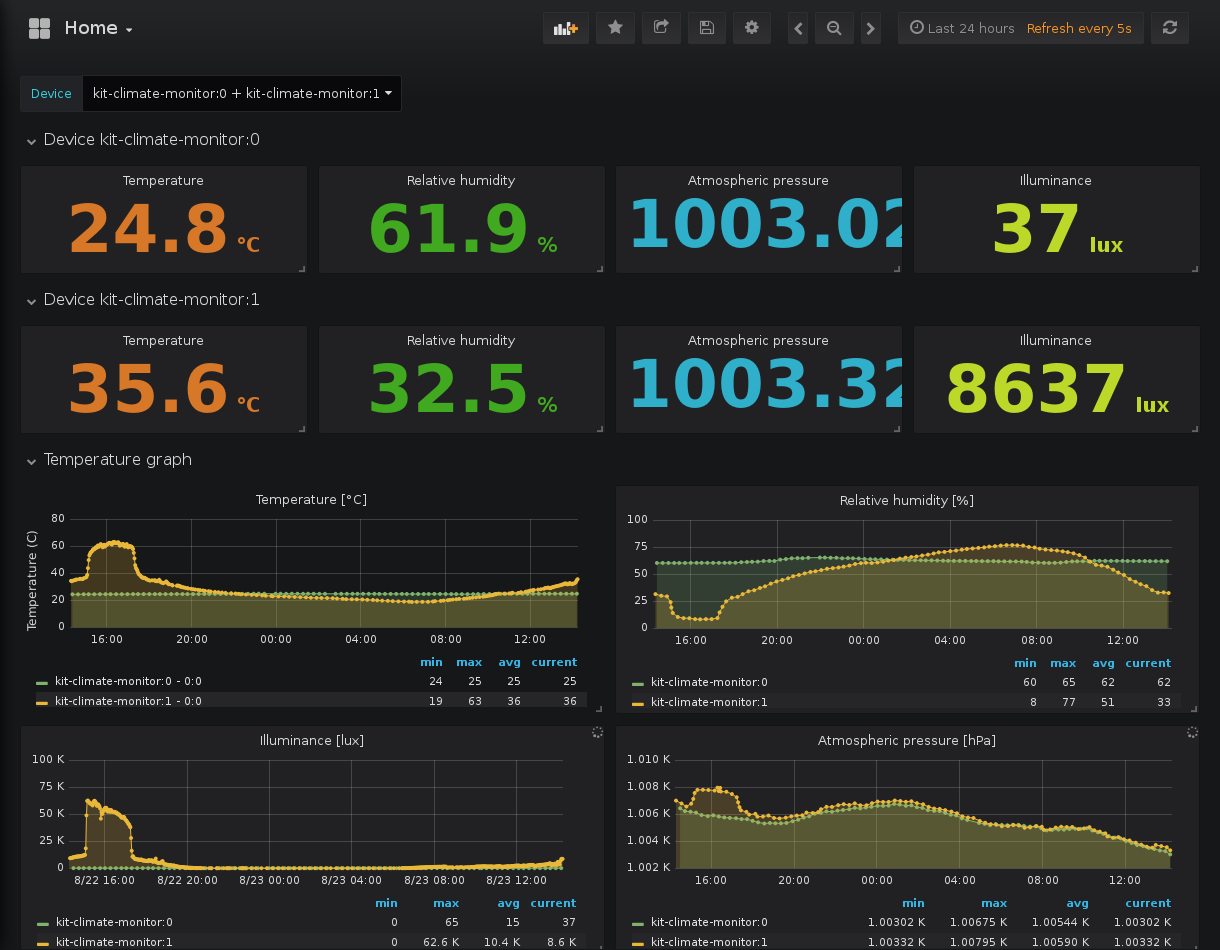 Home
Last 24 hours Refresh every 5s
Device kit-climate-monitor:0 + kit-climate-monitor:1
Device kit-climate-monitor:0
Temperature Relative humidity Atmospheric pressure Illuminance
24.8 °C 61.9 % 1003.02 37 lux
Device kit-climate-monitor:1
Temperature Relative humidity Atmospheric pressure Illuminance
35.6 °C 32.5 % 1003.32 8637 lux
Temperature graph
Temperature [°C]
Temperature (C)
80
60
40
20
0
16:00 20:00 00:00 04:00 08:00 12:00
min max avg current
kit-climate-monitor:0 - 0:0 24 25 25 25
kit-climate-monitor:1 - 0:0 19 63 36 36
Relative humidity [%]
100
75
50
25
0
16:00 20:00 00:00 04:00 08:00 12:00
min max avg current
kit-climate-monitor:0 60 65 62 62
kit-climate-monitor:1 8 77 51 33
Illuminance [lux]
100 K
75 K
50 K
25 K
0
8/22 16:00 8/22 20:00 8/23 00:00 8/23 04:00 8/23 08:00 8/23 12:00
min max avg current
kit-climate-monitor:0 0 65 15 37
kit-climate-monitor:1 0 62.6 K 10.4 K 8.6 K
Atmospheric pressure [hPa]
1.010 K
1.008 K
1.006 K
1.004 K
1.002 K
16:00 20:00 00:00 04:00 08:00 12:00
min max avg current
kit-climate-monitor:0 1.00302 K 1.00675 K 1.00544 K 1.00302 K
kit-climate-monitor:1 1.00332 K 1.00795 K 1.00590 K 1.00332 K